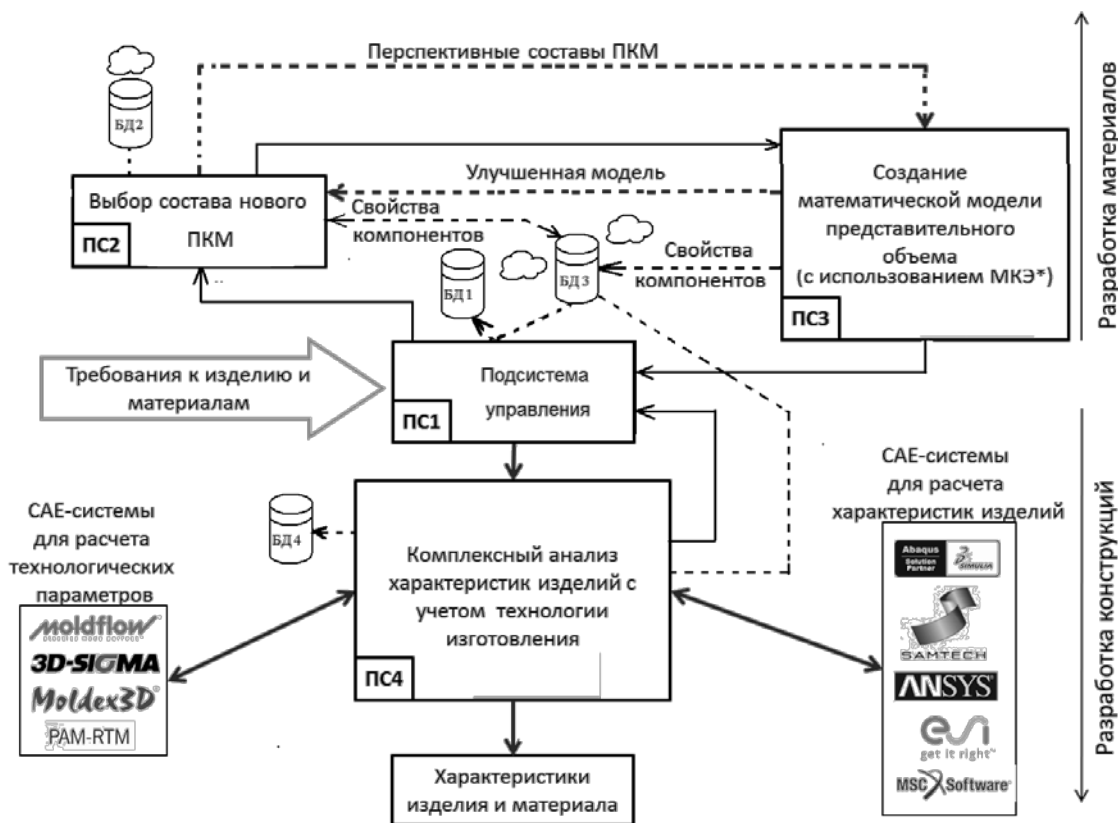 Перспективные составы ПКМ
БД2
Выбор состава нового
ПКМ
ПС2
Улучшенная модель
Свойства
компонентов
Создание
математической модели
представительного
объема
(с использованием МКЭ*)
ПС3
Свойства
компонентов
БД1
БД3
Разработка материалов
Требования к изделию и
материалам
Подсистема
управления
ПС1
CAE-системы
для расчета
технологических
параметров
moldflow
3D-SIGMA
Moldex3D®
PAM-RTM
БД4
Комплексный анализ
характеристик изделий с
учетом технологии
изготовления
ПС4
CAE-системы
для расчета
характеристик изделий
Abaqus
Solution
Partner
SIMULIA
SAMTECH
ANSYS®
esi
get it right™
MSC Software®
Разработка конструкций
Характеристики
изделия и материала